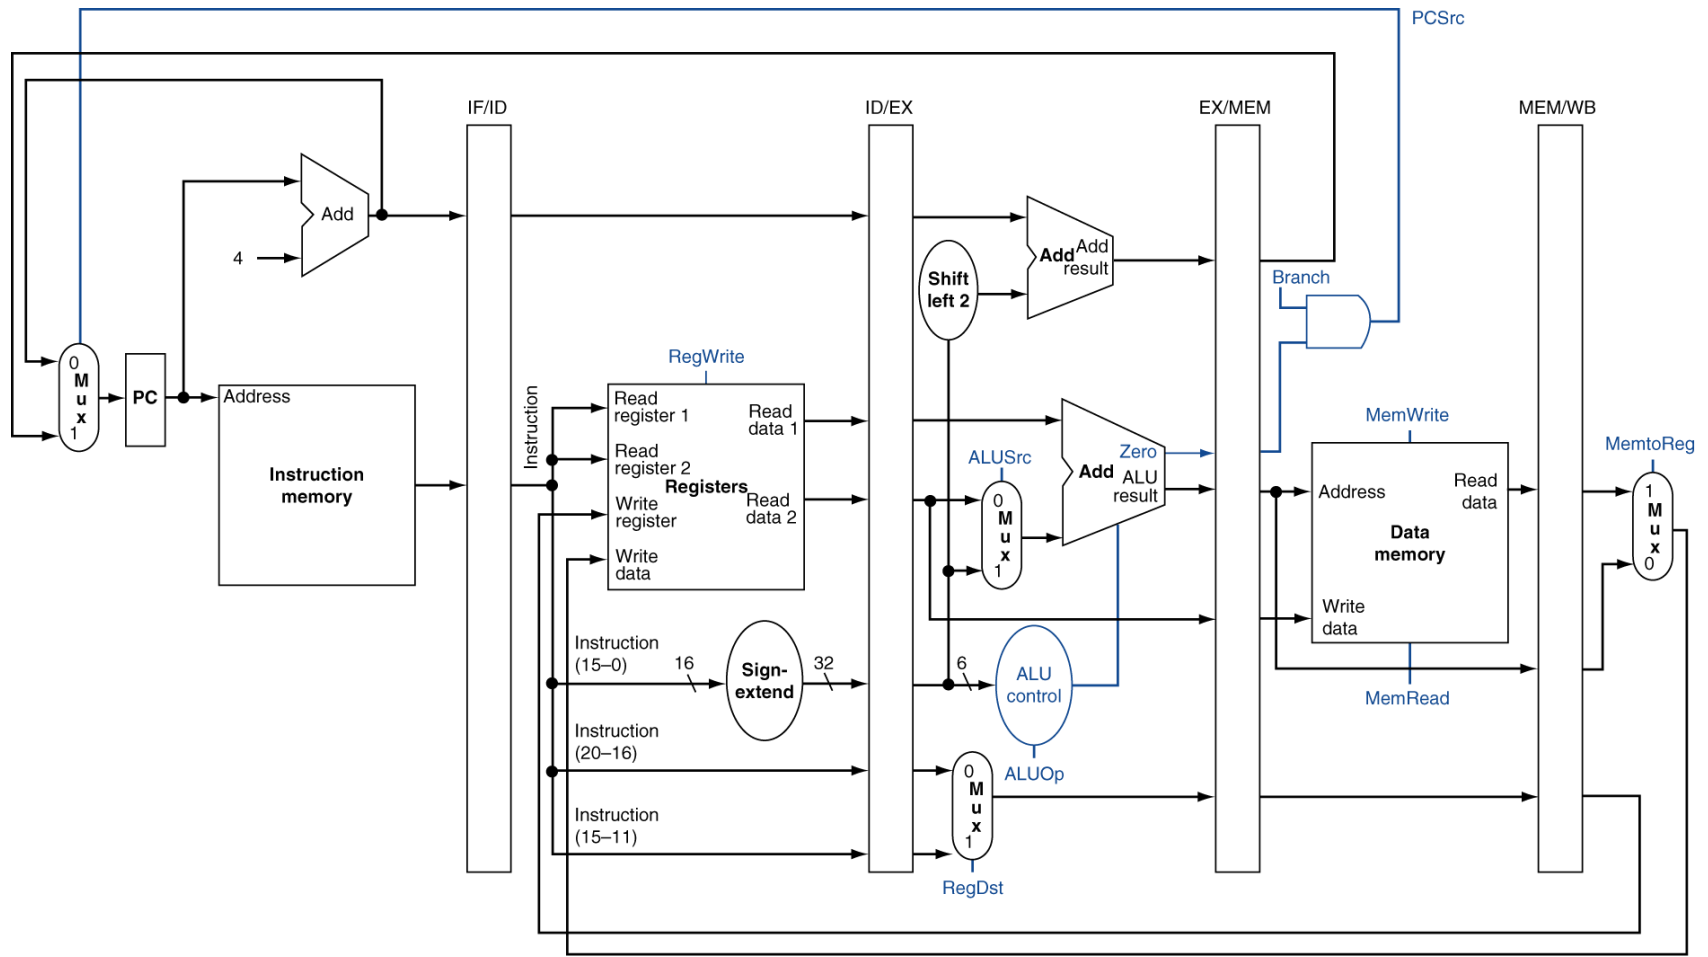 PCSrc
IF/ID
ID/EX
EX/MEM
MEM/WB
Add
4
0
M
u
x
1
PC
Address
Instruction
memory
Instruction
RegWrite
Read
register 1
Read
register 2
Write
register
Write
data
Registers
Read
data 1
Read
data 2
Instruction
(15–0)
16
Sign-
extend
32
Instruction
(20–16)
Instruction
(15–11)
Shift
left 2
Add
Add
result
ALUSrc
0
M
u
x
1
Add
Zero
ALU
result
6
ALU
control
ALUOp
0
M
u
x
1
RegDst
Branch
MemWrite
Address
Read
data
Data
memory
Write
data
MemRead
MemtoReg
1
M
u
x
0